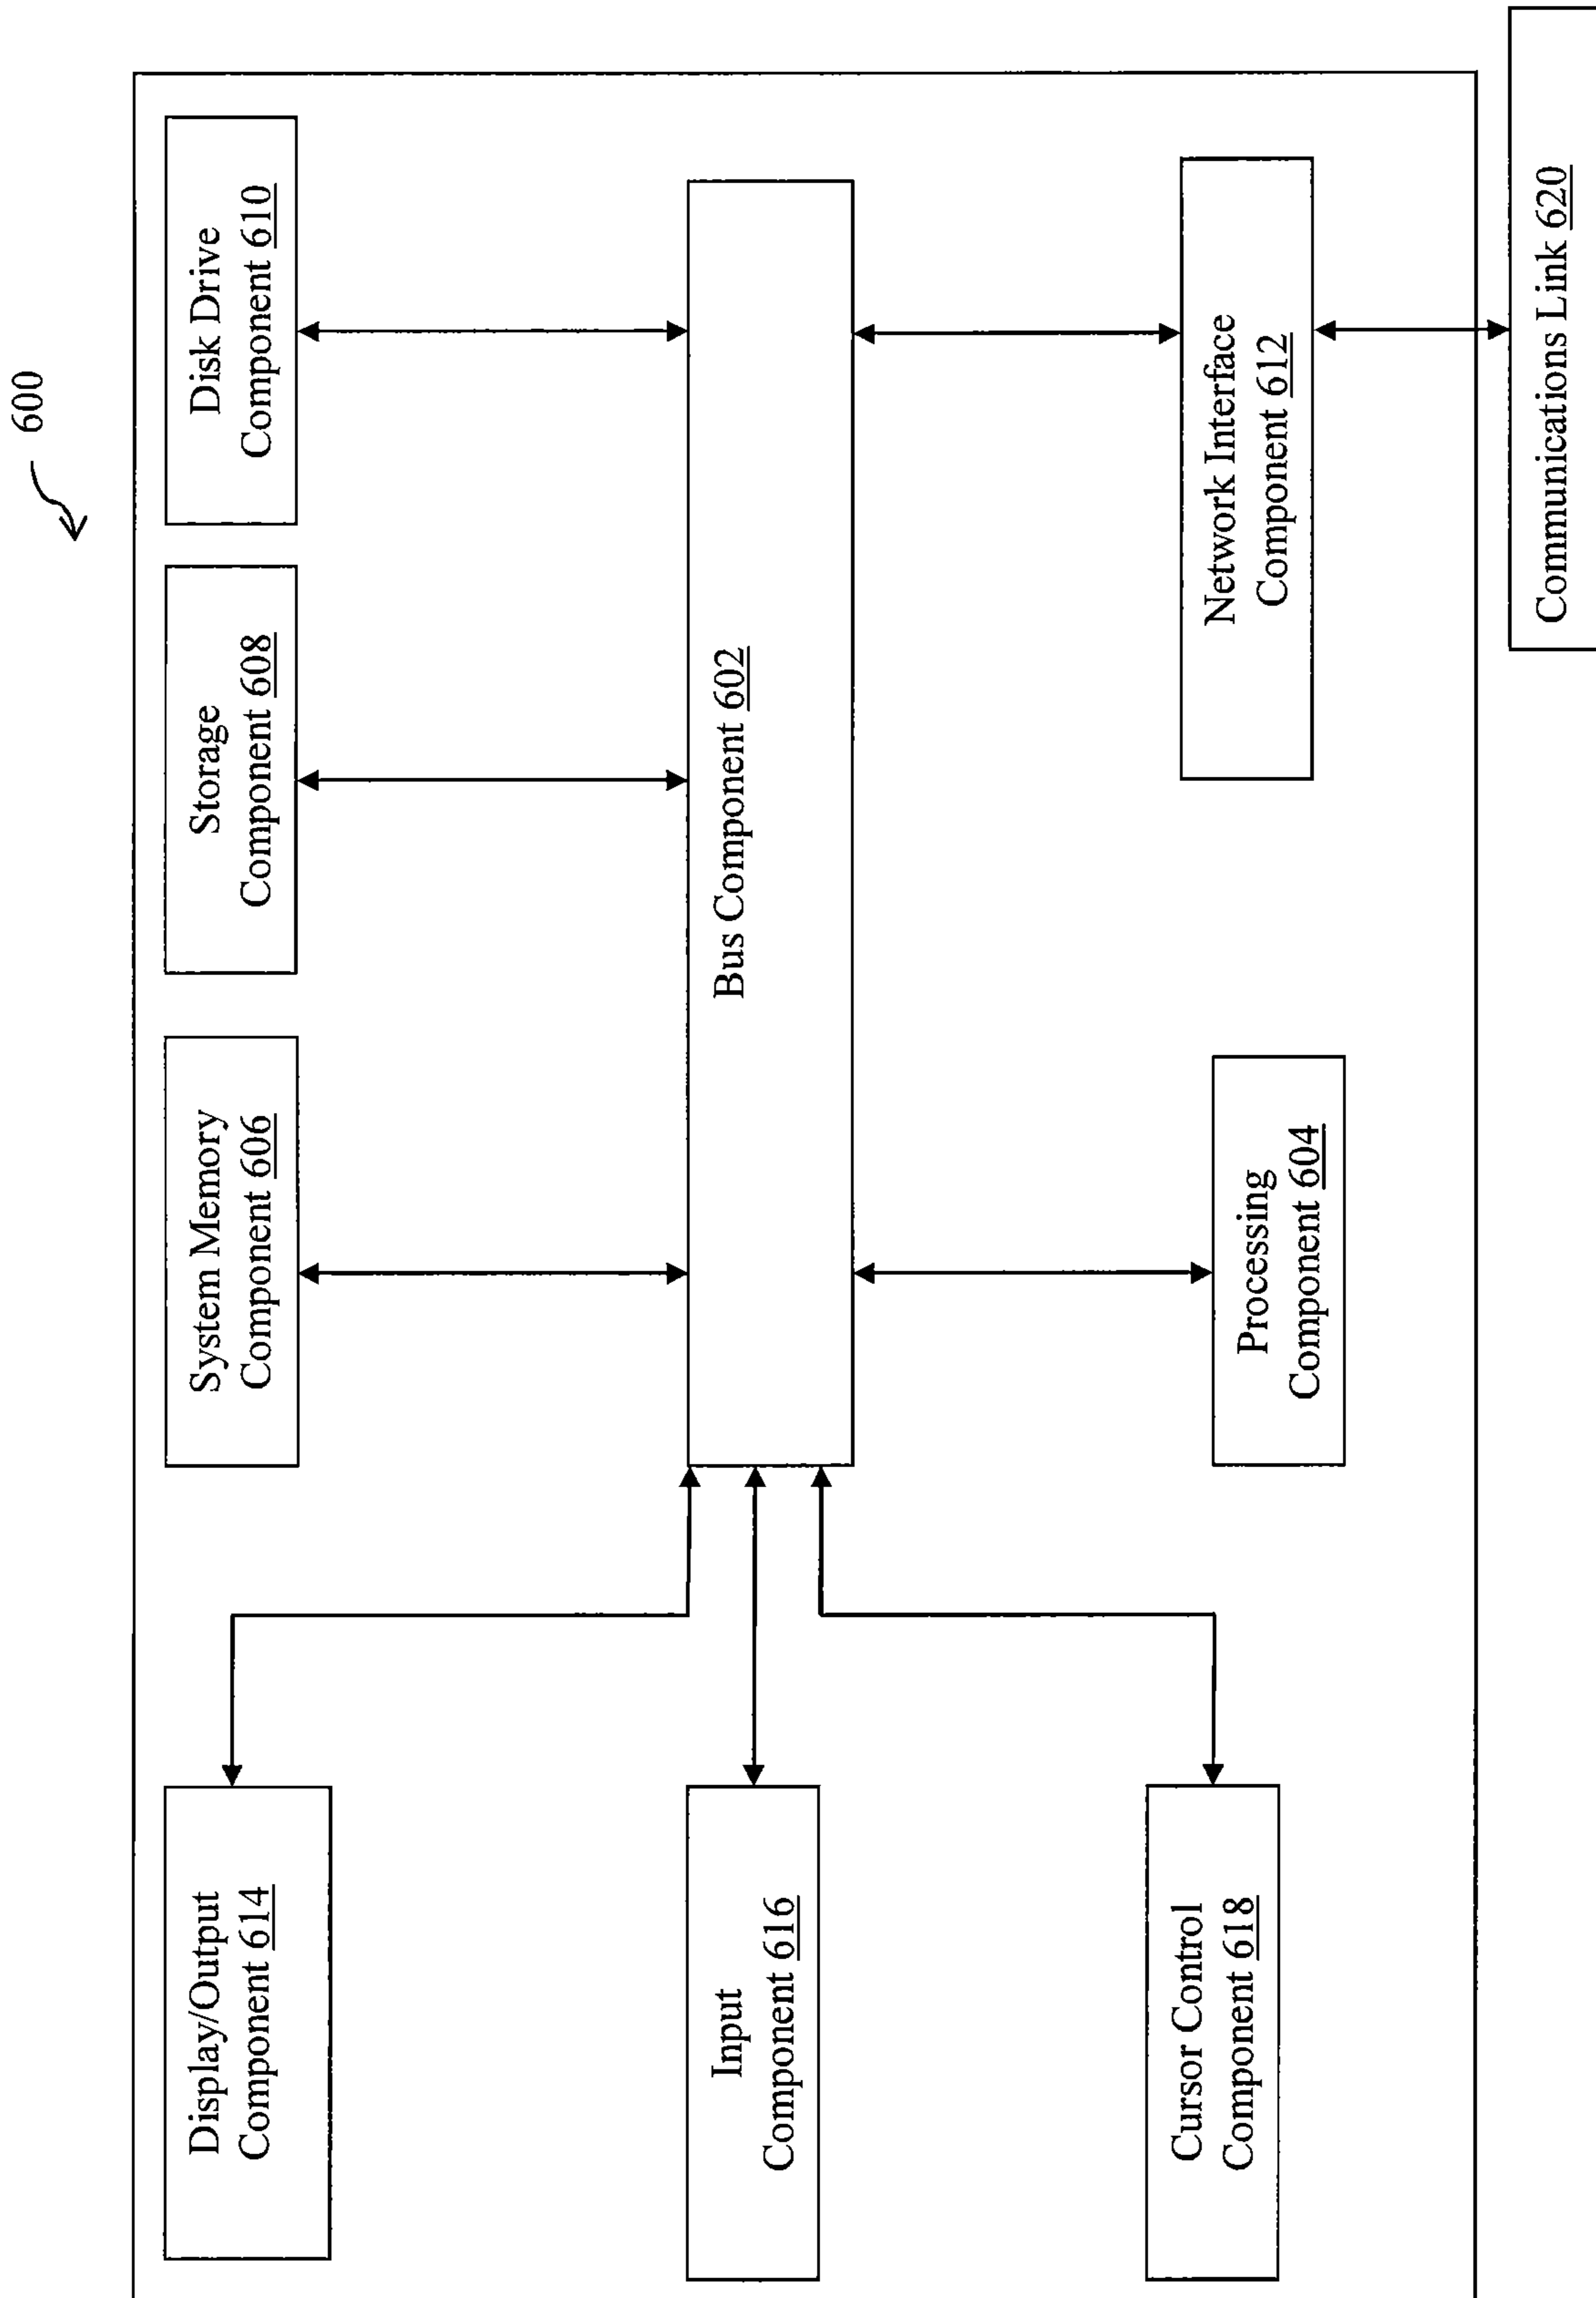 600
Display/Output
Component 614
System Memory
Component 606
Storage
Component 608
Disk Drive
Component 610
Input
Component 616
Bus Component 602
Cursor Control
Component 618
Processing
Component 604
Network Interface
Component 612
Communications Link 620